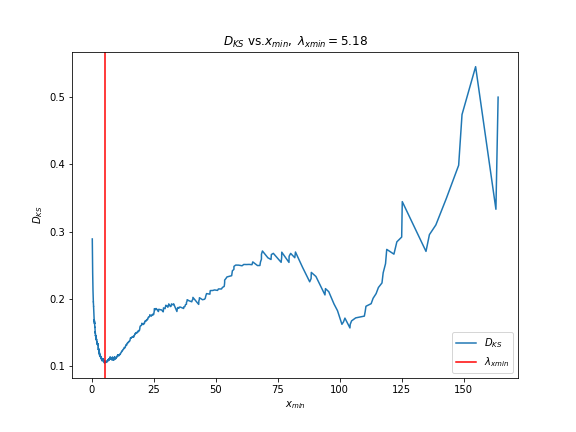 D_KS vs.x_min, λ_xmin = 5.18
0.5
0.4
0.3
0.2
0.1
D_KS
0 25 50 75 100 125 150
x_min
D_KS
λ_xmin